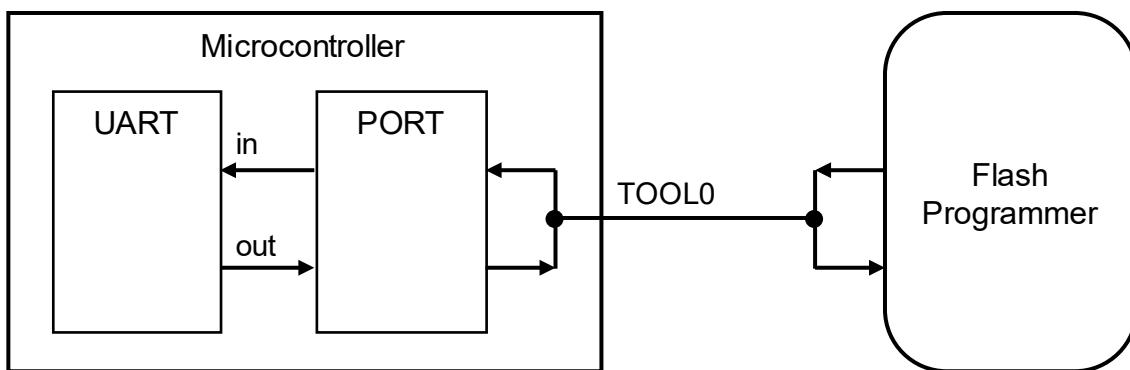 Microcontroller
UART
PORT
in
out
TOOL0
Flash
Programmer